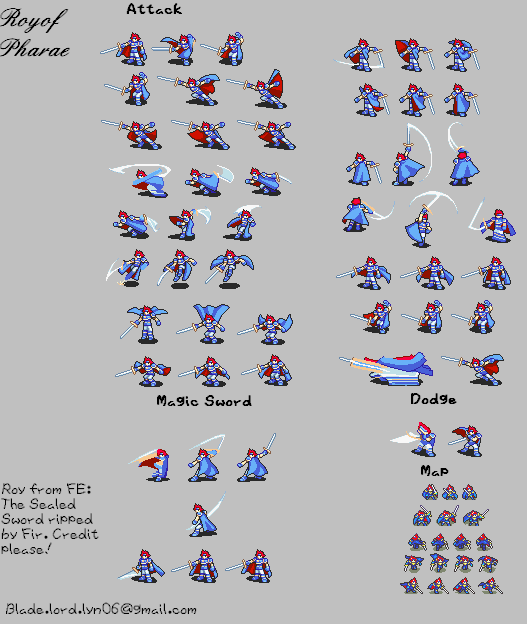 Royof
Pharae
Attack
Magic Sword
Dodge
Map
Roy from FE:
The Sealed
Sword ripped
by Fir. Credit
please!
Blade.lord.lyn06@gmail.com